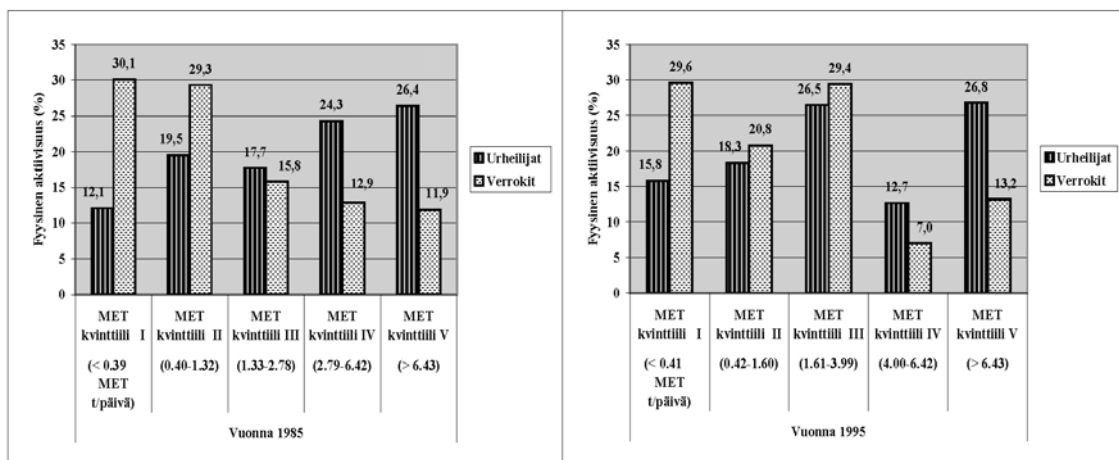 Fyysinen aktiivisuus (%)
35
30
25
20
15
10
5
0
12,1
30,1
19,5
29,3
17,7
15,8
24,3
12,9
26,4
11,9
Urheilijat
Verrokit
MET kvinttiili I
(< 0.39 MET t/päivä)
MET kvinttiili II
(0.40-1.32)
MET kvinttiili III
(1.33-2.78)
MET kvinttiili IV
(2.79-6.42)
MET kvinttiili V
(> 6.43)
Vuonna 1985
Fyysinen aktiivisuus (%)
35
30
25
20
15
10
5
0
15,8
29,6
18,3
20,8
26,5
29,4
12,7
7,0
26,8
13,2
Urheilijat
Verrokit
MET kvinttiili I
(< 0.41 MET t/päivä)
MET kvinttiili II
(0.42-1.60)
MET kvinttiili III
(1.61-3.99)
MET kvinttiili IV
(4.00-6.42)
MET kvinttiili V
(> 6.43)
Vuonna 1995